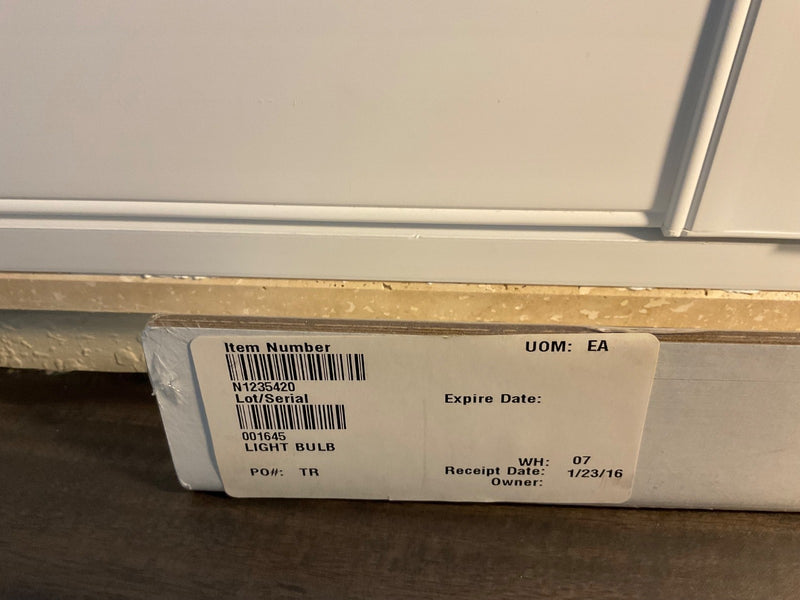 Item Number
UOM: EA
N1235420
Lot/Serial
Expire Date:
001645
LIGHT BULB
WH: 07
PO#: TR
Receipt Date: 1/23/16
Owner: